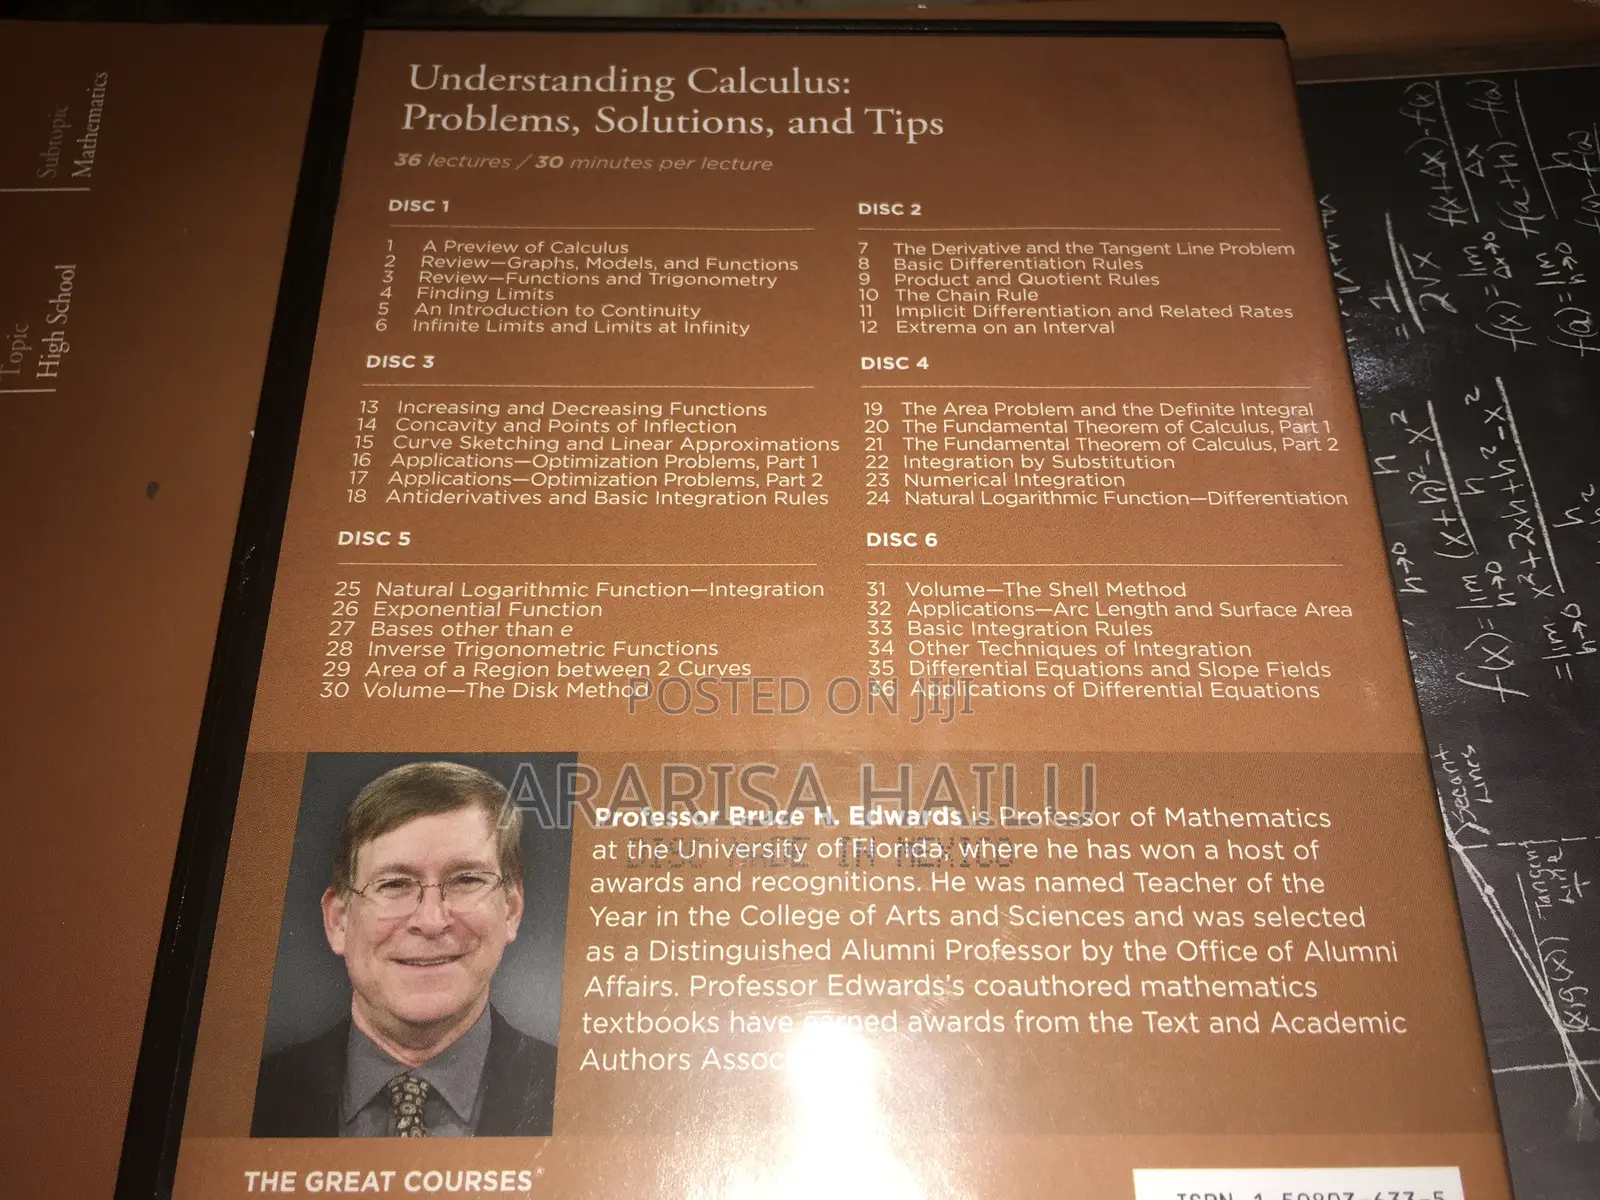 Subtopic
Mathematics
Topic
High School
Understanding Calculus:
Problems, Solutions, and Tips
36 lectures / 30 minutes per lecture
DISC 1
1 A Preview of Calculus
2 Review—Graphs, Models, and Functions
3 Review—Functions and Trigonometry
4 Finding Limits
5 An Introduction to Continuity
6 Infinite Limits and Limits at Infinity
DISC 2
7 The Derivative and the Tangent Line Problem
8 Basic Differentiation Rules
9 Product and Quotient Rules
10 The Chain Rule
11 Implicit Differentiation and Related Rates
12 Extrema on an Interval
DISC 3
13 Increasing and Decreasing Functions
14 Concavity and Points of Inflection
15 Curve Sketching and Linear Approximations
16 Applications—Optimization Problems, Part 1
17 Applications—Optimization Problems, Part 2
18 Antiderivatives and Basic Integration Rules
DISC 4
19 The Area Problem and the Definite Integral
20 The Fundamental Theorem of Calculus, Part 1
21 The Fundamental Theorem of Calculus, Part 2
22 Integration by Substitution
23 Numerical Integration
24 Natural Logarithmic Function—Differentiation
DISC 5
25 Natural Logarithmic Function—Integration
26 Exponential Function
27 Bases other than e
28 Inverse Trigonometric Functions
29 Area of a Region between 2 Curves
30 Volume—The Disk Method
DISC 6
31 Volume—The Shell Method
32 Applications—Arc Length and Surface Area
33 Basic Integration Rules
34 Other Techniques of Integration
35 Differential Equations and Slope Fields
36 Applications of Differential Equations
POSTED ON JIJI
ARARISA HAILU
Professor Bruce H. Edwards is Professor of Mathematics
at the University of Florida, where he has won a host of
awards and recognitions. He was named Teacher of the
Year in the College of Arts and Sciences and was selected
as a Distinguished Alumni Professor by the Office of Alumni
Affairs. Professor Edwards's coauthored mathematics
textbooks have earned awards from the Text and Academic
Authors Assoc
DISC MADE IN MEXICO
THE GREAT COURSES®
ISBN 1-59803-633-5
secant
lines
Tangent
line